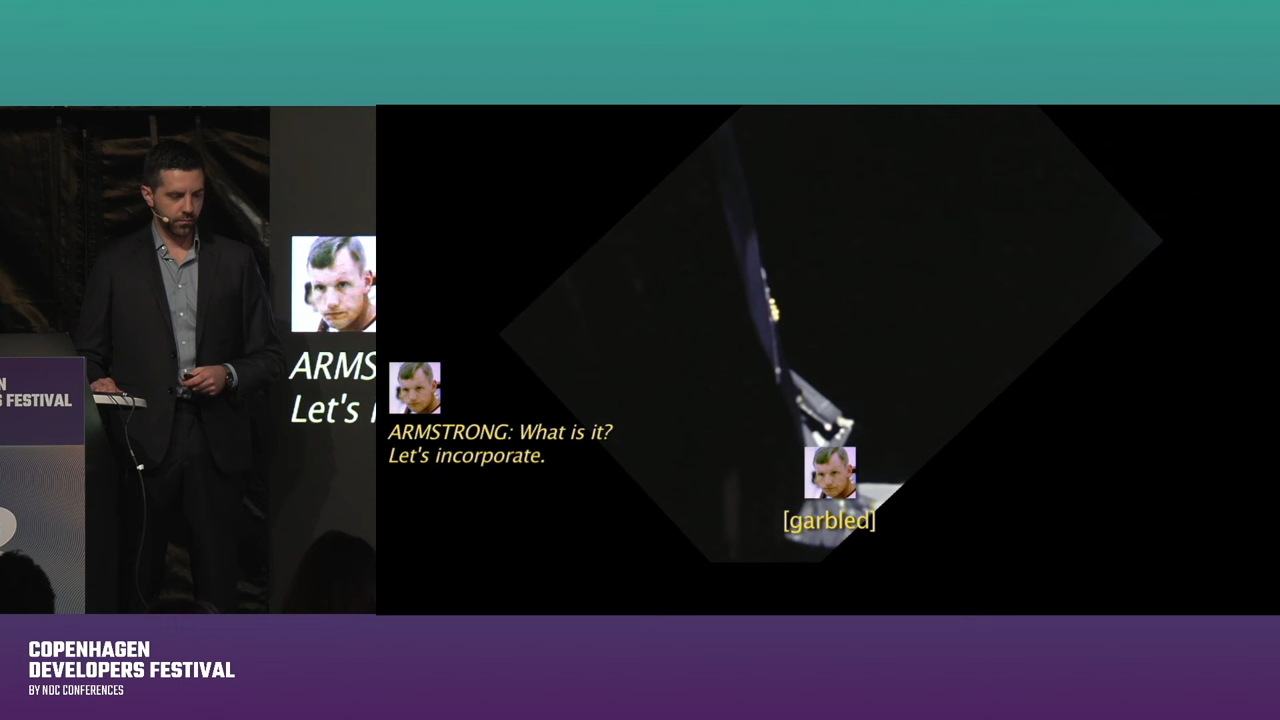 ARMS
Let's
ARMSTRONG: What is it?
Let's incorporate.
[garbled]
N
S FESTIVAL
COPENHAGEN
DEVELOPERS FESTIVAL
BY NDC CONFERENCES